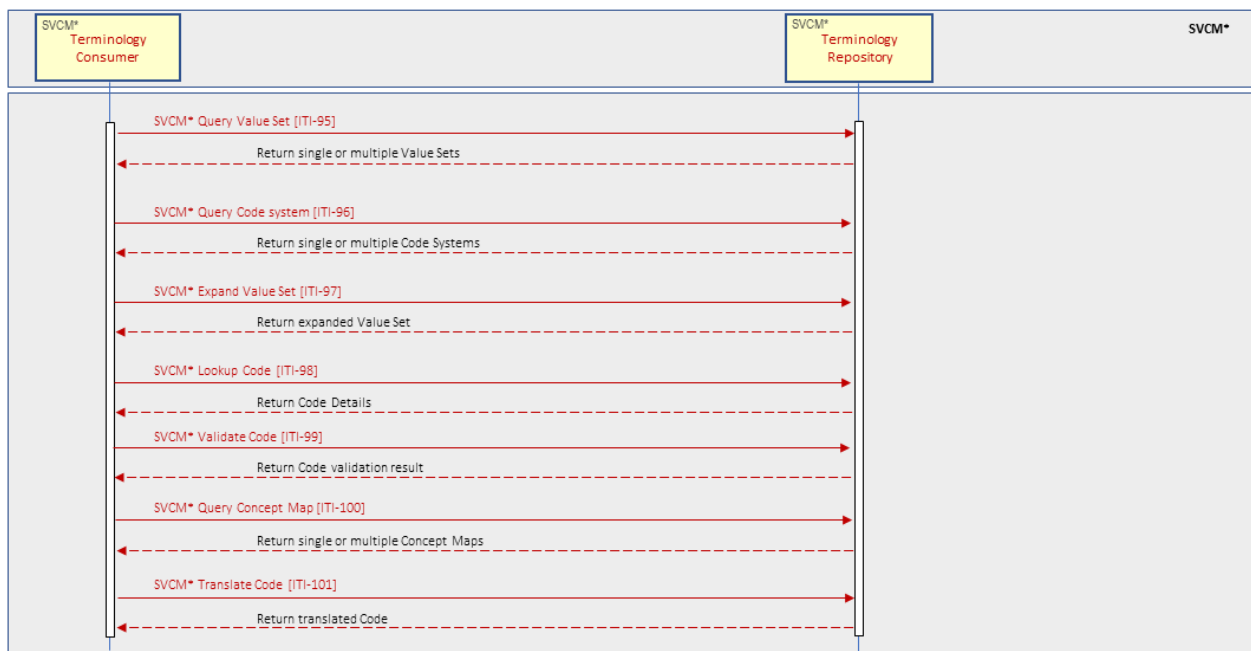 SVCM*
Terminology
Consumer
SVCM*
Terminology
Repository
SVCM*
SVCM* Query Value Set [ITI-95]
Return single or multiple Value Sets
SVCM* Query Code system [ITI-96]
Return single or multiple Code Systems
SVCM* Expand Value Set [ITI-97]
Return expanded Value Set
SVCM* Lookup Code [ITI-98]
Return Code Details
SVCM* Validate Code [ITI-99]
Return Code validation result
SVCM* Query Concept Map [ITI-100]
Return single or multiple Concept Maps
SVCM* Translate Code [ITI-101]
Return translated Code